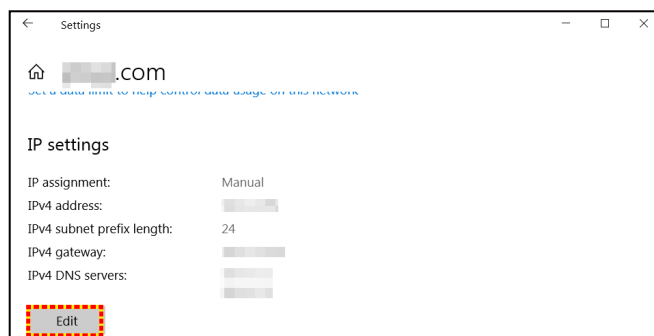 Settings
.com
Set a data limit to help control data usage on this network
IP settings
IP assignment: Manual
IPv4 address:
IPv4 subnet prefix length: 24
IPv4 gateway:
IPv4 DNS servers:
Edit